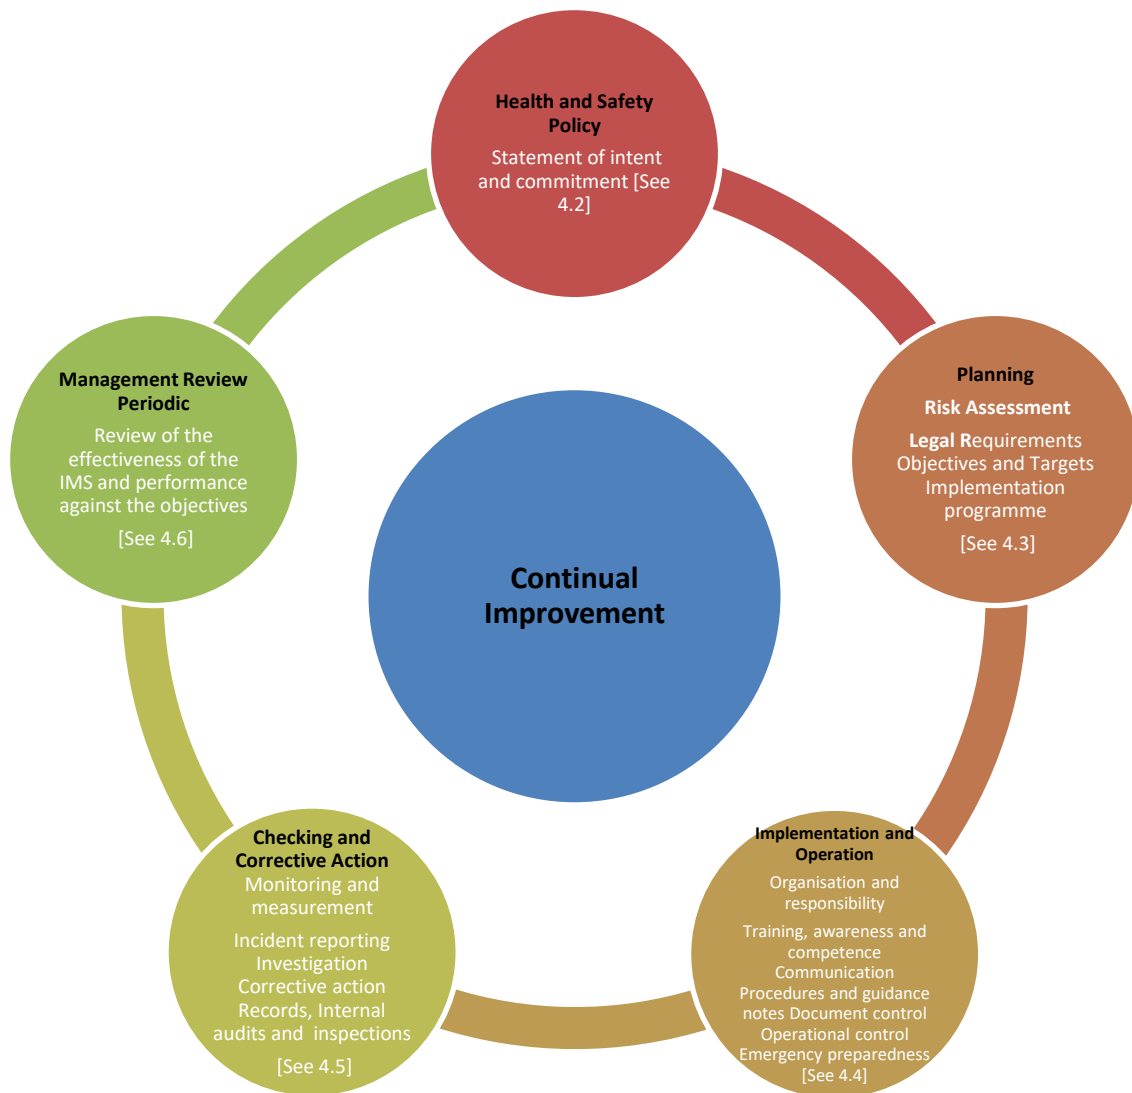 Health and Safety
Policy
Statement of intent
and commitment [See
4.2]
Planning
Risk Assessment
Legal Requirements
Objectives and Targets
Implementation
programme
[See 4.3]
Implementation and
Operation
Organisation and
responsibility
Training, awareness and
competence
Communication
Procedures and guidance
notes Document control
Operational control
Emergency preparedness
[See 4.4]
Checking and
Corrective Action
Monitoring and
measurement
Incident reporting
Investigation
Corrective action
Records, Internal
audits and  inspections
[See 4.5]
Management Review
Periodic
Review of the
effectiveness of the
IMS and performance
against the objectives
[See 4.6]
Continual
Improvement